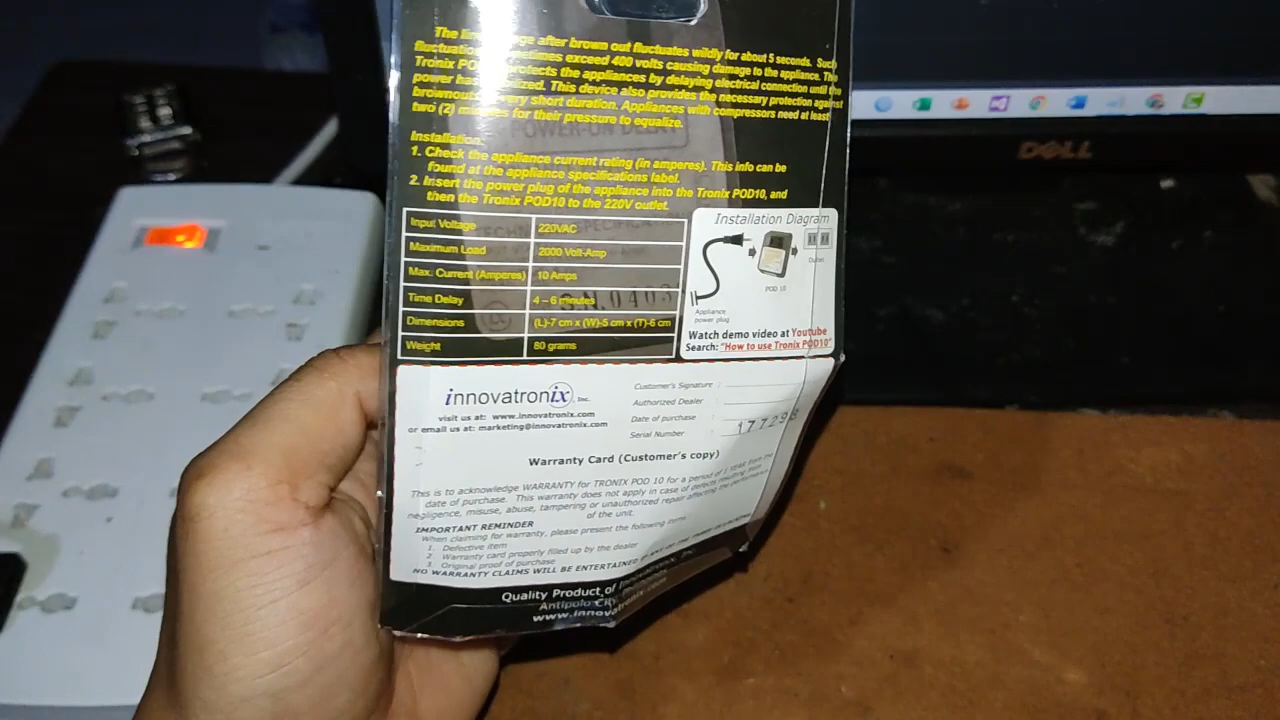 The line after brown out fluctuates wildly for about 5 seconds. Such
exceed 400 volts causing damage to the appliance. The
Tronix protects the appliances by delaying electrical connection until the
power has This device also provides the necessary protection against
very short duration. Appliances with compressors need at least
two (2) for their pressure to equalize.
POWER-ON DELAY
Installation.
1. Check the appliance current rating (in amperes). This info can be
found at the appliance specifications label.
2. Insert the power plug of the appliance into the Tronix POD10, and
then the Tronix POD10 to the 220V outlet.
Input Voltage 220VAC
Maximum Load 2000 Volt-Amp
Max. Current (Amperes) 10 Amps
Time Delay 4 – 6 minutes
Dimensions (L)-7 cm x (W)-5 cm x (T)-6 cm
Weight 80 grams
S.N. 0403
Installation Diagram
Outlet
POD 10
Appliance
power plug
Watch demo video at Youtube
Search: "How to use Tronix POD10"
innovatronix, Inc.
visit us at: www.innovatronix.com
or email us at: marketing@innovatronix.com
Customer's Signature :
Authorized Dealer :
Date of purchase :
Serial Number : 177298
Warranty Card (Customer's copy)
This is to acknowledge WARRANTY for TRONIX POD 10 for a period of 1 YEAR from the
date of purchase. This warranty does not apply in case of defects resulting from
negligence, misuse, abuse, tampering or unauthorized repair affecting the performance
of the unit.
IMPORTANT REMINDER
When claiming for warranty, please present the following items
1. Defective item
2. Warranty card properly filled up by the dealer
3. Original proof of purchase
NO WARRANTY CLAIMS WILL BE ENTERTAINED
Quality Product of Innovatronix, Inc.
Antipolo City, Philippines
www.innovatronix.com
DELL